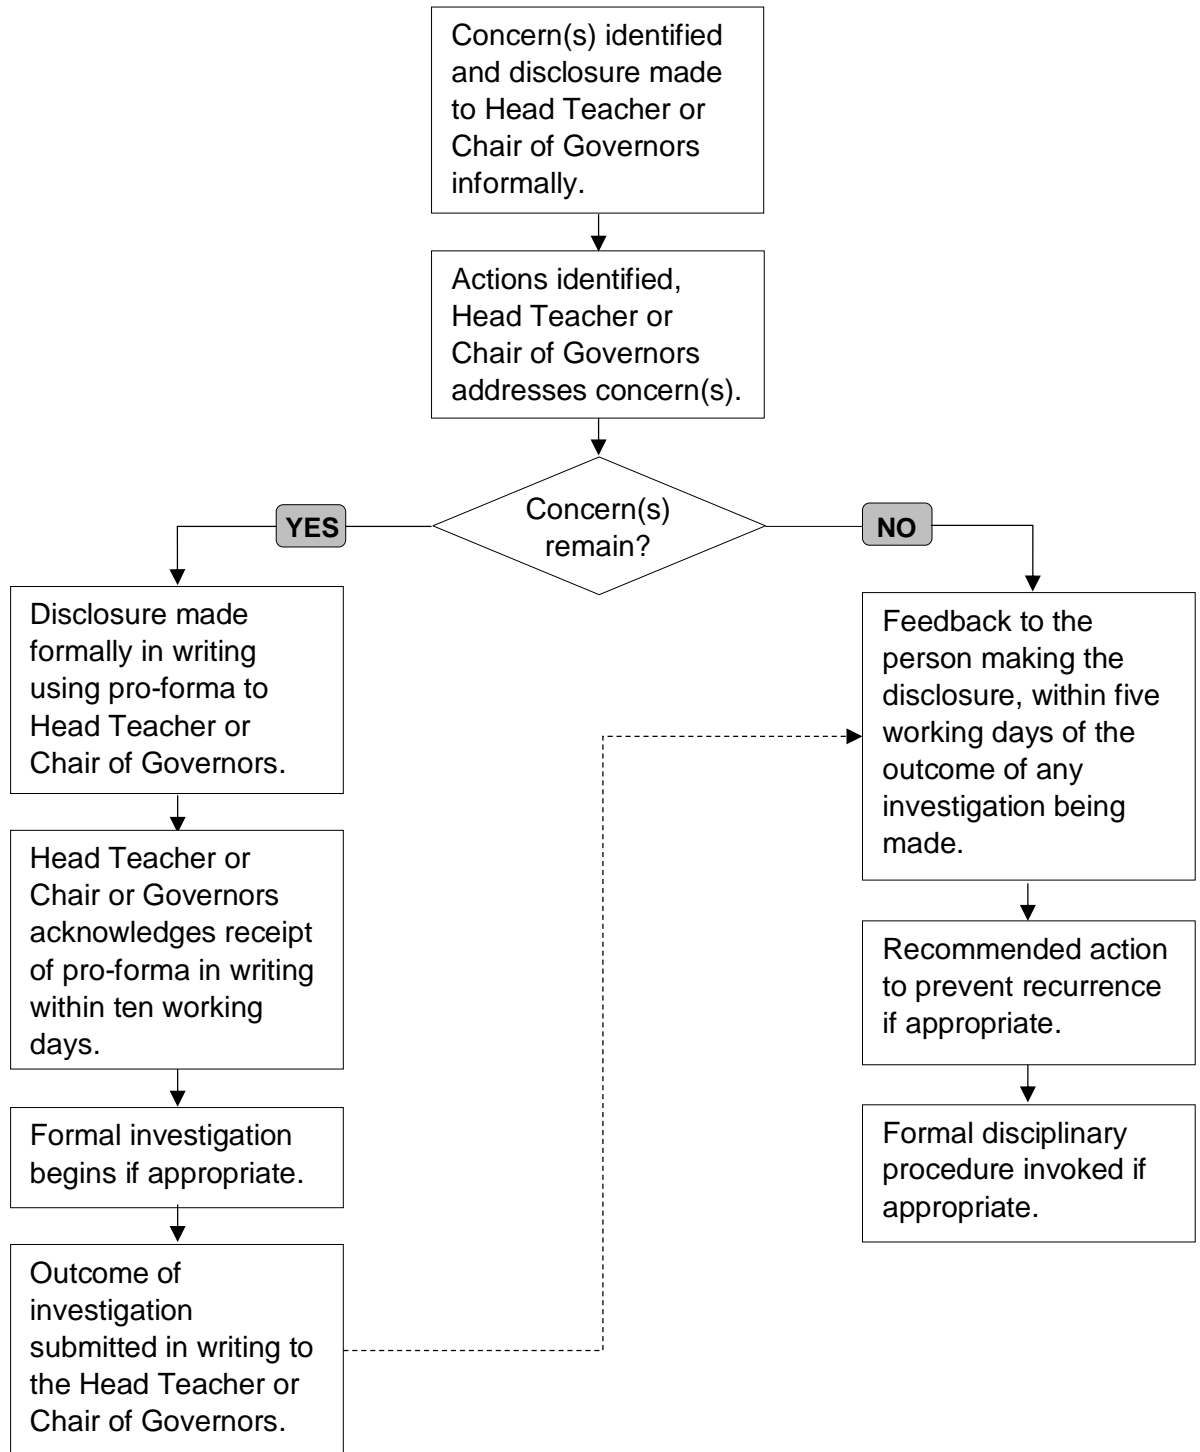 Concern(s) identified
and disclosure made
to Head Teacher or
Chair of Governors
informally.
Actions identified,
Head Teacher or
Chair of Governors
addresses concern(s).
Concern(s)
remain?
YES
NO
Disclosure made
formally in writing
using pro-forma to
Head Teacher or
Chair of Governors.
Head Teacher or
Chair or Governors
acknowledges receipt
of pro-forma in writing
within ten working
days.
Formal investigation
begins if appropriate.
Outcome of
investigation
submitted in writing to
the Head Teacher or
Chair of Governors.
Feedback to the
person making the
disclosure, within five
working days of the
outcome of any
investigation being
made.
Recommended action
to prevent recurrence
if appropriate.
Formal disciplinary
procedure invoked if
appropriate.